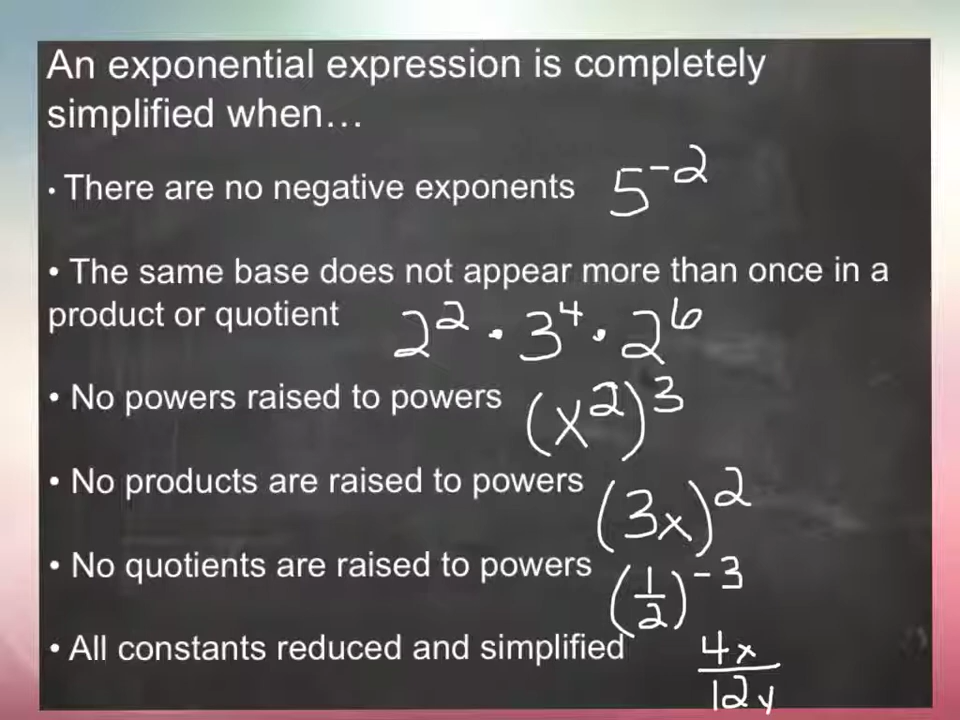 An exponential expression is completely
simplified when…
• There are no negative exponents 5⁻²
• The same base does not appear more than once in a
product or quotient 2² · 3⁴ · 2⁶
• No powers raised to powers (x²)³
• No products are raised to powers (3x)²
• No quotients are raised to powers (1/2)⁻³
• All constants reduced and simplified 4x/12y